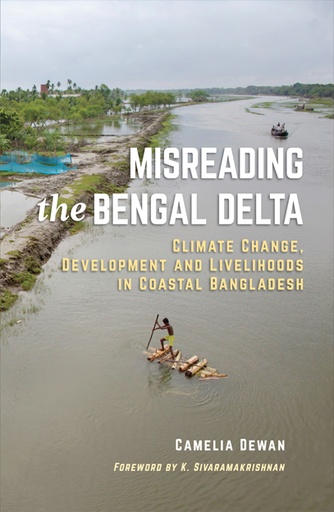 MISREADING
the BENGAL DELTA
CLIMATE CHANGE,
DEVELOPMENT AND LIVELIHOODS
IN COASTAL BANGLADESH
CAMELIA DEWAN
FOREWORD BY K. SIVARAMAKRISHNAN